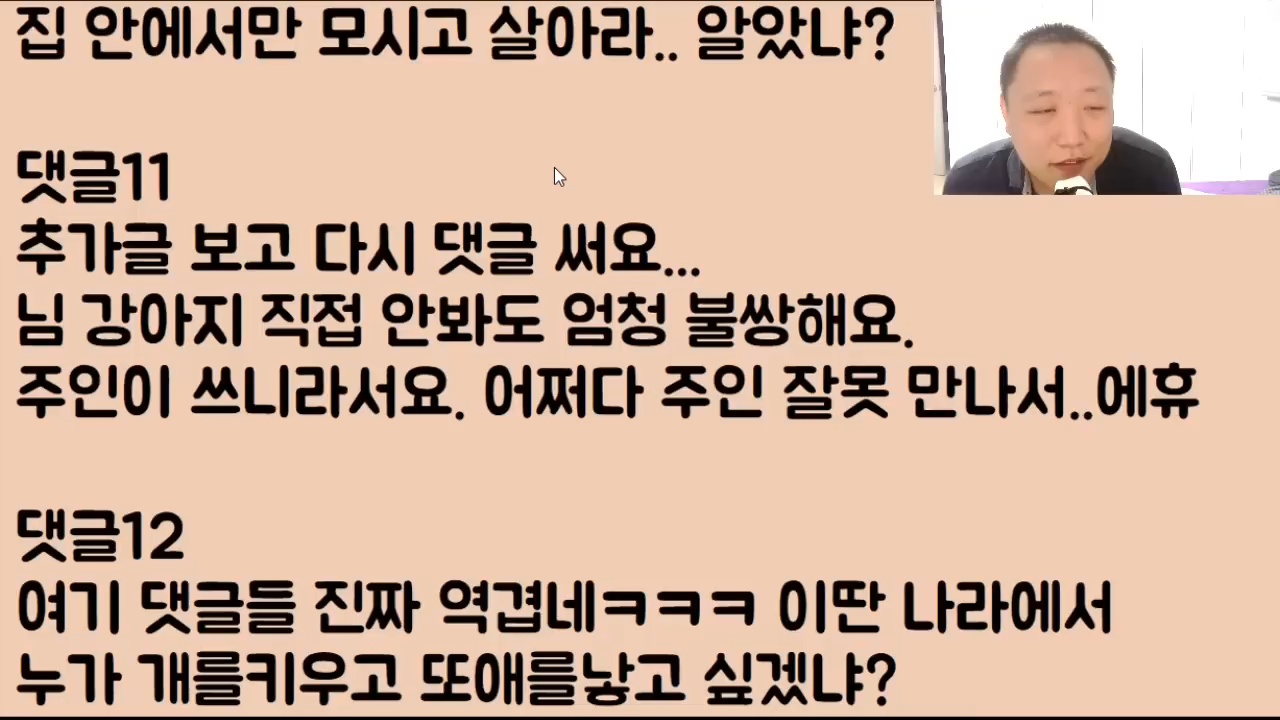 집 안에서만 모시고 살아라.. 알았냐?
댓글11
추가글 보고 다시 댓글 써요...
님 강아지 직접 안봐도 엄청 불쌍해요.
주인이 쓰니라서요. 어쩌다 주인 잘못 만나서..에휴
댓글12
여기 댓글들 진짜 역겹네ㅋㅋㅋ 이딴 나라에서
누가 개를키우고 또애를낳고 싶겠냐?